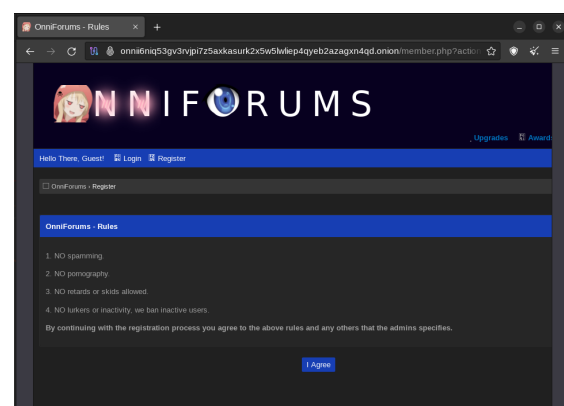 OnniForums - Rules
onnii6niq53gv3rvjpi7z5axkasurk2x5w5lwliep4qyeb2azagxn4qd.onion/member.php?action
NNIFORUMS
Upgrades Awards
Hello There, Guest! Login Register
OnniForums › Register
OnniForums - Rules
1. NO spamming.
2. NO pornography.
3. NO retards or skids allowed.
4. NO lurkers or inactivity, we ban inactive users.
By continuing with the registration process you agree to the above rules and any others that the admins specifies.
I Agree